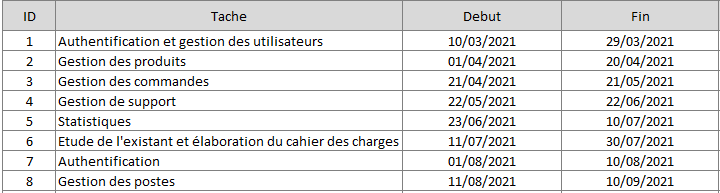 ID Tache Debut Fin
1 Authentification et gestion des utilisateurs 10/03/2021 29/03/2021
2 Gestion des produits 01/04/2021 20/04/2021
3 Gestion des commandes 21/04/2021 21/05/2021
4 Gestion de support 22/05/2021 22/06/2021
5 Statistiques 23/06/2021 10/07/2021
6 Etude de l'existant et élaboration du cahier des charges 11/07/2021 30/07/2021
7 Authentification 01/08/2021 10/08/2021
8 Gestion des postes 11/08/2021 10/09/2021